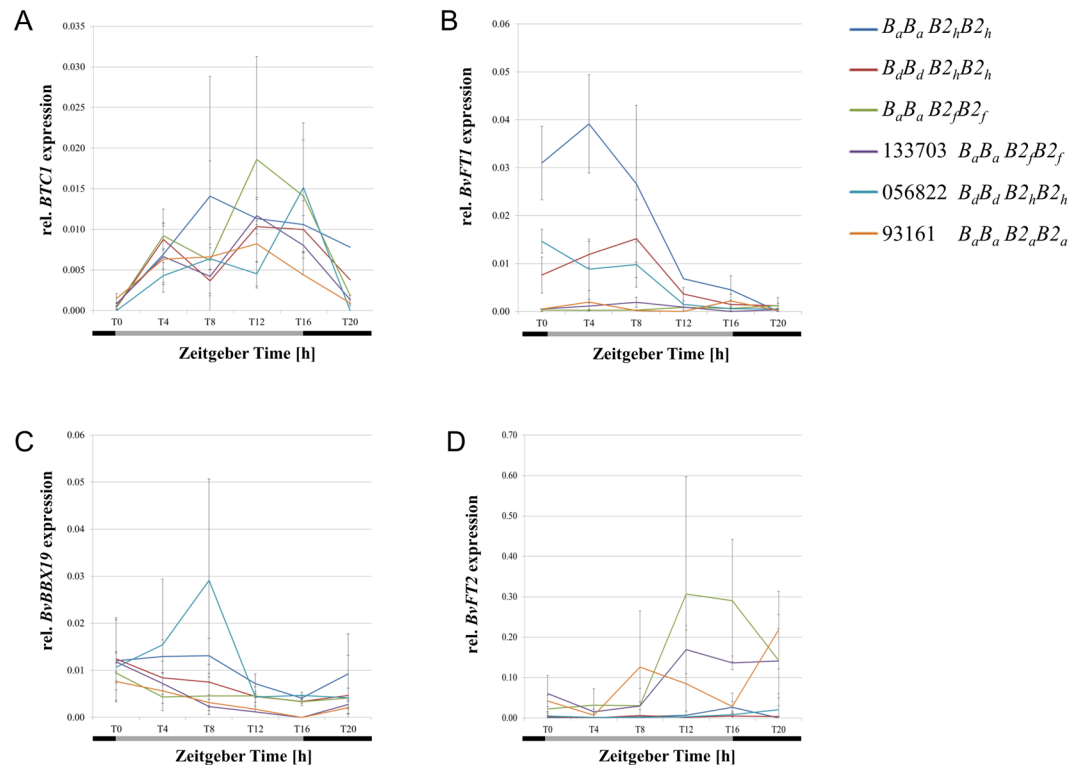 A
rel. BTC1 expression
0.035
0.030
0.025
0.020
0.015
0.010
0.005
0.000
T0 T4 T8 T12 T16 T20
Zeitgeber Time [h]
B
rel. BvFT1 expression
0.06
0.05
0.04
0.03
0.02
0.01
0.00
T0 T4 T8 T12 T16 T20
Zeitgeber Time [h]
BaBa B2hB2h
BdBd B2hB2h
BaBa B2fB2f
133703 BaBa B2fB2f
056822 BdBd B2hB2h
93161 BaBa B2aB2a
C
rel. BvBBX19 expression
0.06
0.05
0.04
0.03
0.02
0.01
0.00
T0 T4 T8 T12 T16 T20
Zeitgeber Time [h]
D
rel. BvFT2 expression
0.70
0.60
0.50
0.40
0.30
0.20
0.10
0.00
T0 T4 T8 T12 T16 T20
Zeitgeber Time [h]